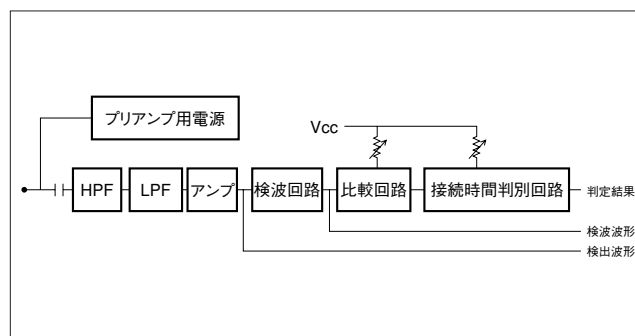 プリアンプ用電源
Vcc
HPF
LPF
アンプ
検波回路
比較回路
接続時間判別回路
判定結果
検波波形
検出波形